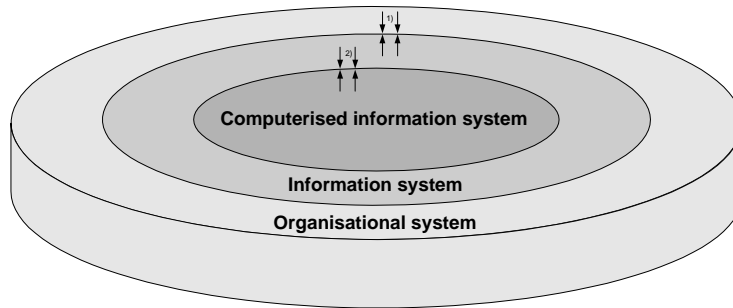 1)
2)
Computerised information system
Information system
Organisational system